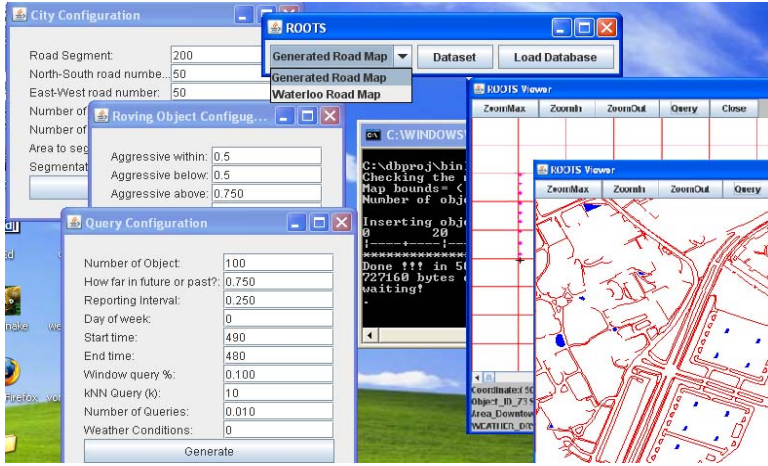 City Configuration
Road Segment: 200
North-South road numbe... 50
East-West road number: 50
Number of
Number of
Area to seg
Segmentat
ROOTS
Generated Road Map Dataset Load Database
Generated Road Map
Waterloo Road Map
Roving Object Configug...
Aggressive within: 0.5
Aggressive below: 0.5
Aggressive above: 0.750
Query Configuration
Number of Object: 100
How far in future or past?: 0.750
Reporting Interval: 0.250
Day of week: 0
Start time: 490
End time: 480
Window query %: 0.100
kNN Query (k): 10
Number of Queries: 0.010
Weather Conditions: 0
Generate
C:\WINDOWS
C:\dbproj\bin
Checking the
Map bounds= <
Number of obj
Inserting obj
0 20
Done !!! in 50
727160 bytes
waiting!
ROOTS Viewer
ZoomMax ZoomIn ZoomOut Query Close
Coordinate:( 50
Object_ID_73
Area_Downtow
ROOTS Viewer
ZoomMax ZoomIn ZoomOut Query
Firefox